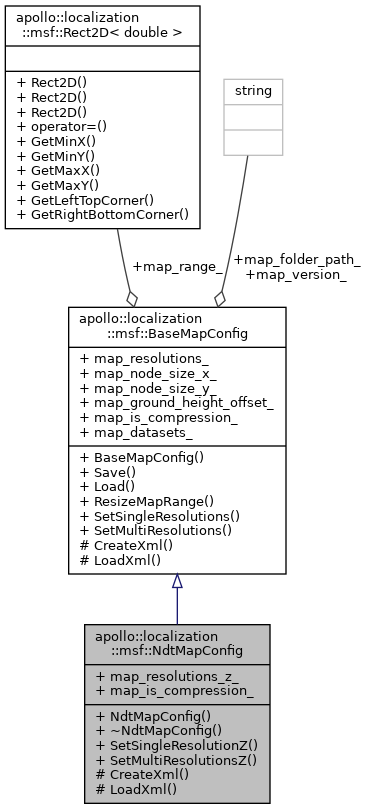 apollo::localization
::msf::Rect2D< double >
+ Rect2D()
+ Rect2D()
+ Rect2D()
+ operator=()
+ GetMinX()
+ GetMinY()
+ GetMaxX()
+ GetMaxY()
+ GetLeftTopCorner()
+ GetRightBottomCorner()
string
+map_range_
+map_folder_path_
+map_version_
apollo::localization
::msf::BaseMapConfig
+ map_resolutions_
+ map_node_size_x_
+ map_node_size_y_
+ map_ground_height_offset_
+ map_is_compression_
+ map_datasets_
+ BaseMapConfig()
+ Save()
+ Load()
+ ResizeMapRange()
+ SetSingleResolutions()
+ SetMultiResolutions()
# CreateXml()
# LoadXml()
apollo::localization
::msf::NdtMapConfig
+ map_resolutions_z_
+ map_is_compression_
+ NdtMapConfig()
+ ~NdtMapConfig()
+ SetSingleResolutionZ()
+ SetMultiResolutionsZ()
# CreateXml()
# LoadXml()